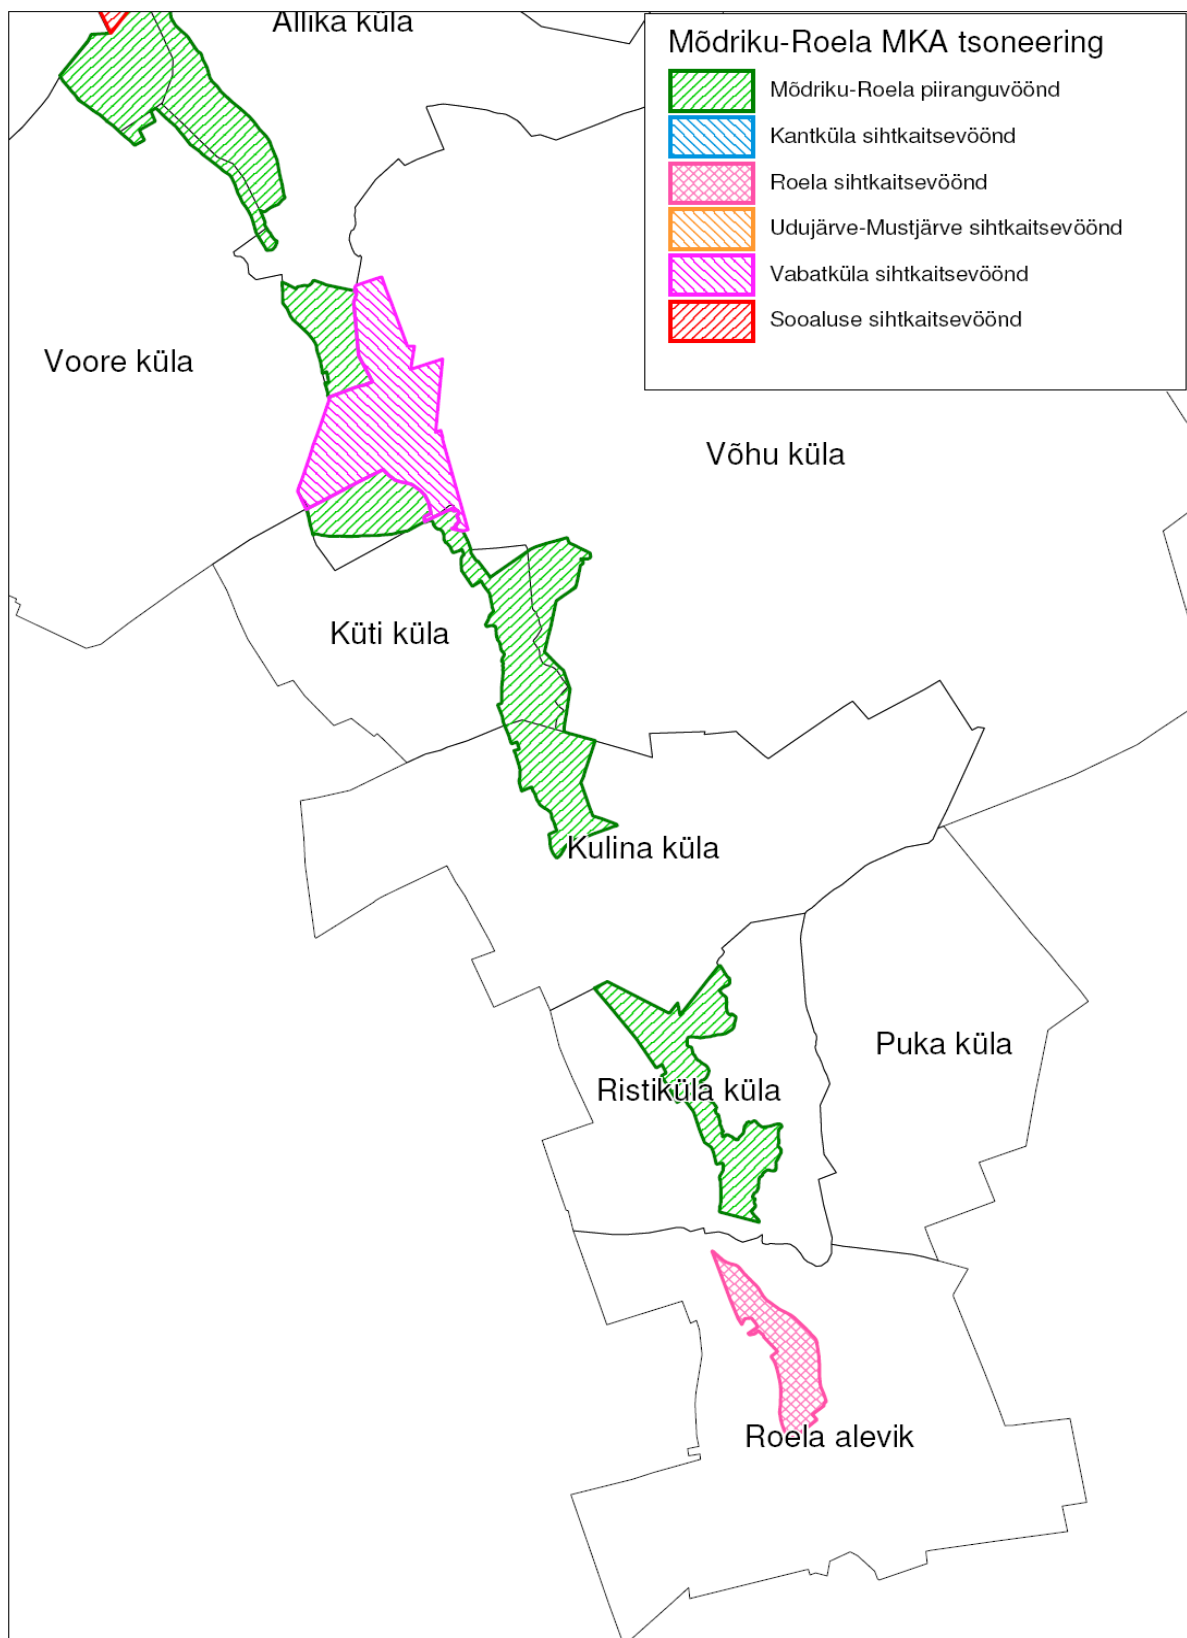 Allika küla
Mõdriku-Roela MKA tsoneering
Mõdriku-Roela piiranguvöönd
Kantküla sihtkaitsevöönd
Roela sihtkaitsevöönd
Udujärve-Mustjärve sihtkaitsevöönd
Vabatküla sihtkaitsevöönd
Sooaluse sihtkaitsevöönd
Voore küla
Võhu küla
Küti küla
Kulina küla
Puka küla
Ristiküla küla
Roela alevik